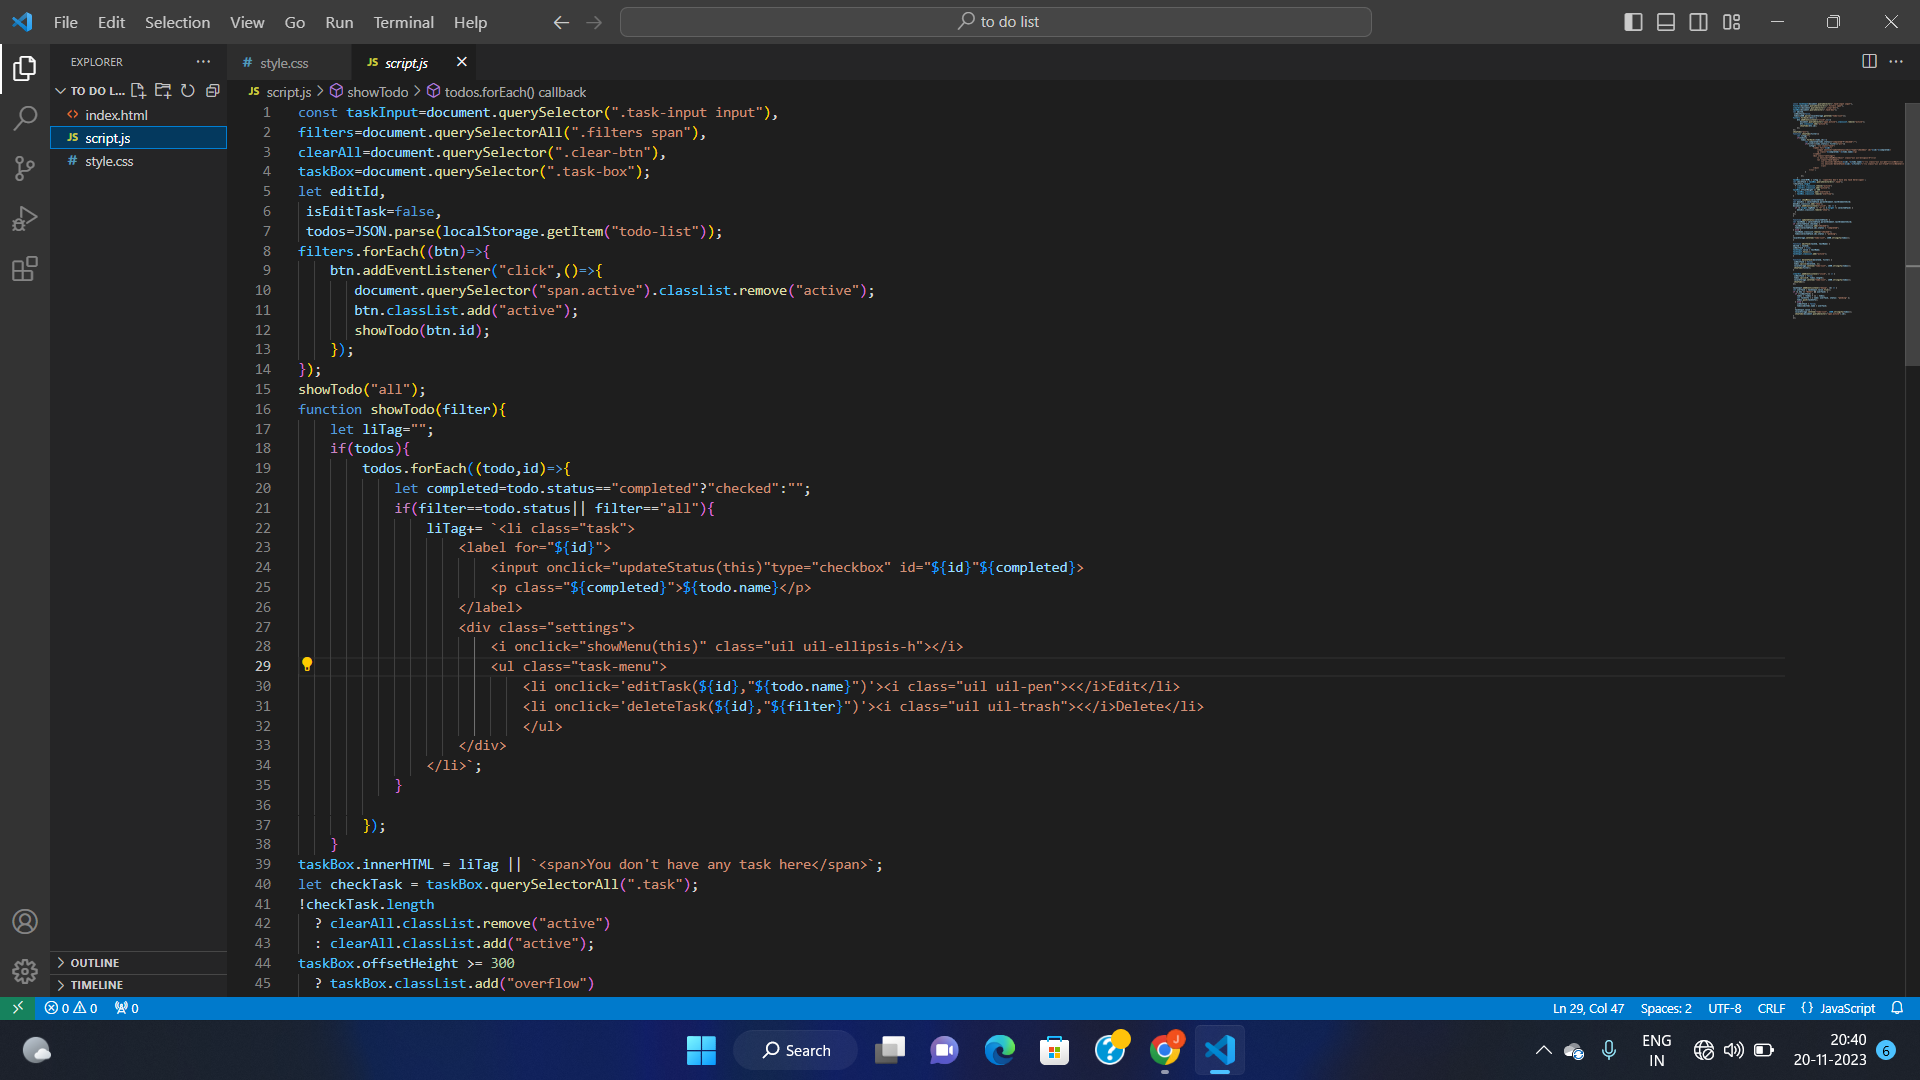 File Edit Selection View Go Run Terminal Help
to do list
EXPLORER
TO DO L...
index.html
script.js
style.css
OUTLINE
TIMELINE
style.css
script.js
script.js > showTodo > todos.forEach() callback
1 const taskInput=document.querySelector(".task-input input"),
2 filters=document.querySelectorAll(".filters span"),
3 clearAll=document.querySelector(".clear-btn"),
4 taskBox=document.querySelector(".task-box");
5 let editId,
6 isEditTask=false,
7 todos=JSON.parse(localStorage.getItem("todo-list"));
8 filters.forEach((btn)=>{
9 btn.addEventListener("click",()=>{
10 document.querySelector("span.active").classList.remove("active");
11 btn.classList.add("active");
12 showTodo(btn.id);
13 });
14 });
15 showTodo("all");
16 function showTodo(filter){
17 let liTag="";
18 if(todos){
19 todos.forEach((todo,id)=>{
20 let completed=todo.status=="completed"?"checked":"";
21 if(filter==todo.status|| filter=="all"){
22 liTag+= `<li class="task">
23 <label for="${id}">
24 <input onclick="updateStatus(this)"type="checkbox" id="${id}"${completed}>
25 <p class="${completed}">${todo.name}</p>
26 </label>
27 <div class="settings">
28 <i onclick="showMenu(this)" class="uil uil-ellipsis-h"></i>
29 <ul class="task-menu">
30 <li onclick='editTask(${id},"${todo.name}")'><i class="uil uil-pen"><</i>Edit</li>
31 <li onclick='deleteTask(${id},"${filter}")'><i class="uil uil-trash"><</i>Delete</li>
32 </ul>
33 </div>
34 </li>`;
35 }
36
37 });
38 }
39 taskBox.innerHTML = liTag || `<span>You don't have any task here</span>`;
40 let checkTask = taskBox.querySelectorAll(".task");
41 !checkTask.length
42 ? clearAll.classList.remove("active")
43 : clearAll.classList.add("active");
44 taskBox.offsetHeight >= 300
45 ? taskBox.classList.add("overflow")
0 0 0
Ln 29, Col 47 Spaces: 2 UTF-8 CRLF {} JavaScript
Search
J
ENG
IN
20:40
20-11-2023
6